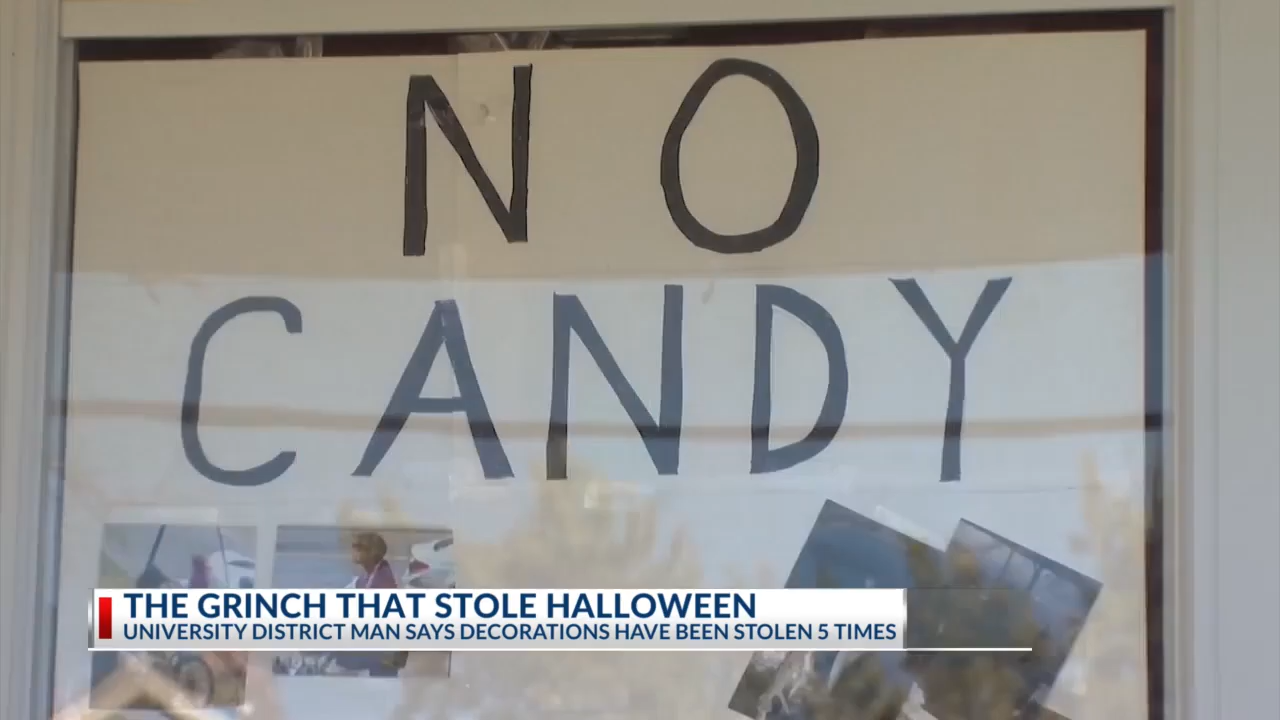 NO
CANDY
THE GRINCH THAT STOLE HALLOWEEN
UNIVERSITY DISTRICT MAN SAYS DECORATIONS HAVE BEEN STOLEN 5 TIMES